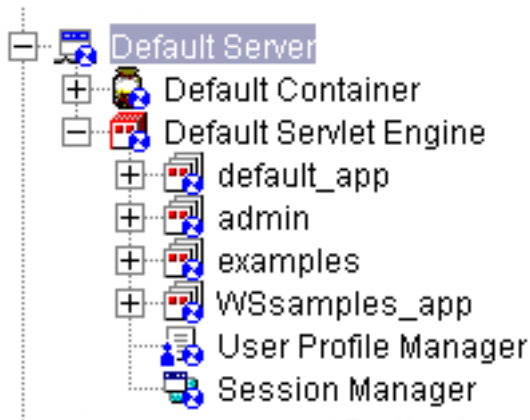 Default Server
Default Container
Default Servlet Engine
default_app
admin
examples
WSsamples_app
User Profile Manager
Session Manager